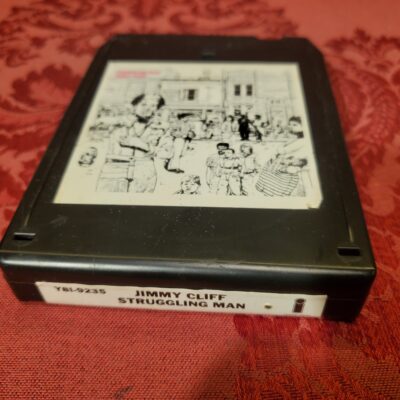 Y8I-9235
JIMMY CLIFF
STRUGGLING MAN
i